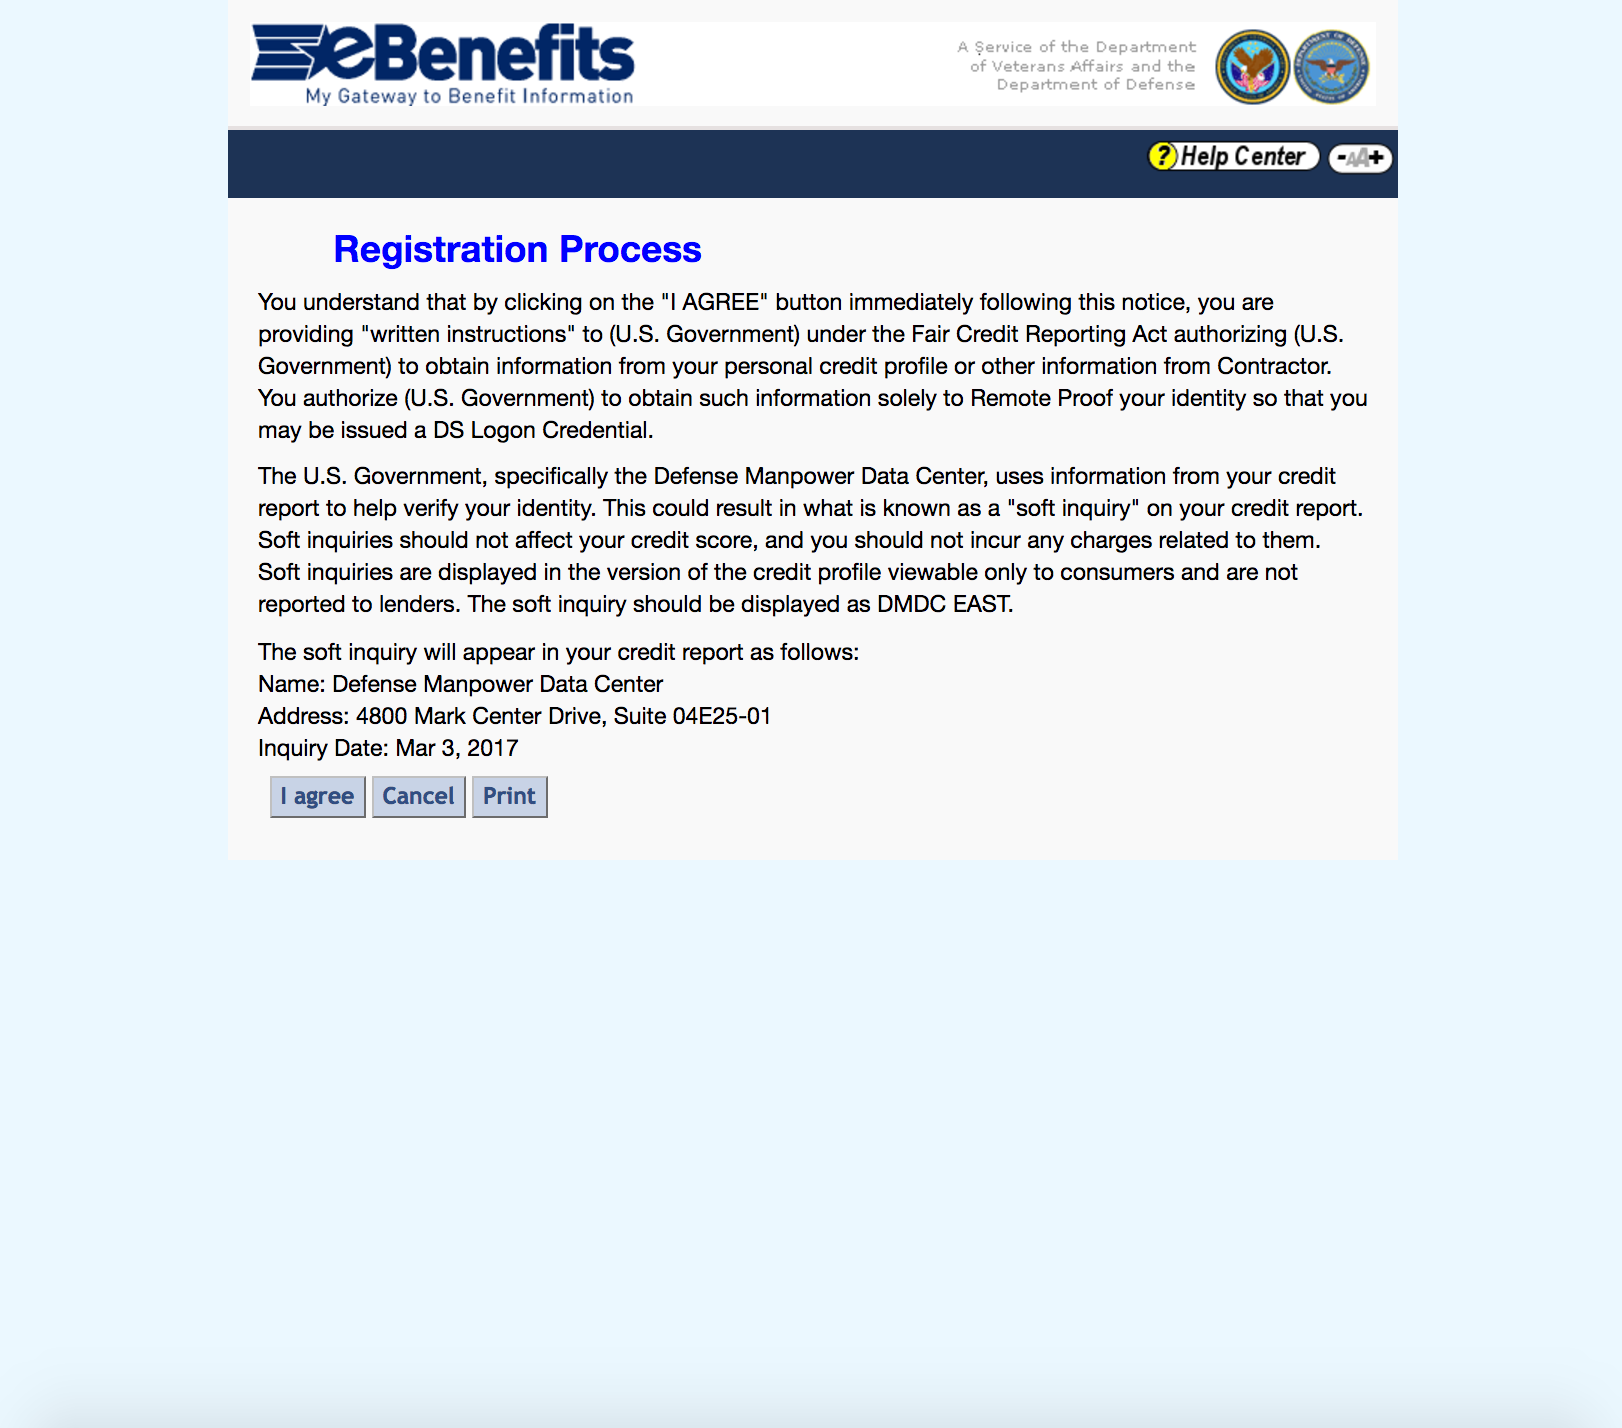 eBenefits
My Gateway to Benefit Information
A Service of the Department
of Veterans Affairs and the
Department of Defense
? Help Center
-AA+
Registration Process
You understand that by clicking on the "I AGREE" button immediately following this notice, you are
providing "written instructions" to (U.S. Government) under the Fair Credit Reporting Act authorizing (U.S.
Government) to obtain information from your personal credit profile or other information from Contractor.
You authorize (U.S. Government) to obtain such information solely to Remote Proof your identity so that you
may be issued a DS Logon Credential.
The U.S. Government, specifically the Defense Manpower Data Center, uses information from your credit
report to help verify your identity. This could result in what is known as a "soft inquiry" on your credit report.
Soft inquiries should not affect your credit score, and you should not incur any charges related to them.
Soft inquiries are displayed in the version of the credit profile viewable only to consumers and are not
reported to lenders. The soft inquiry should be displayed as DMDC EAST.
The soft inquiry will appear in your credit report as follows:
Name: Defense Manpower Data Center
Address: 4800 Mark Center Drive, Suite 04E25-01
Inquiry Date: Mar 3, 2017
I agree Cancel Print